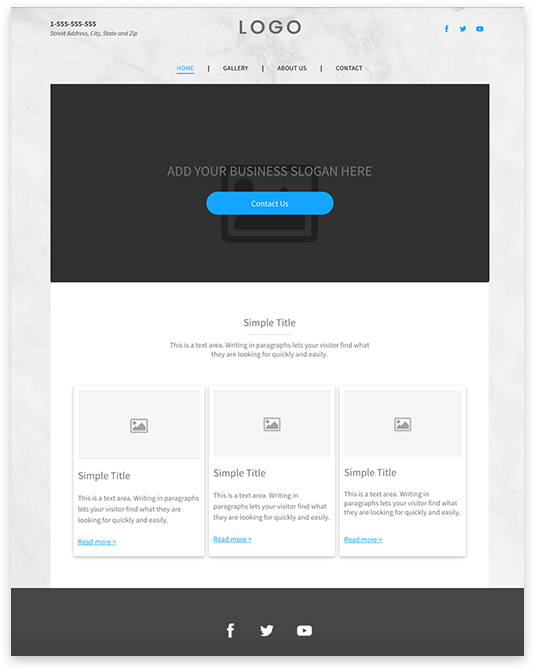 1-555-555-555
Street Address, City, State and Zip
LOGO
HOME | GALLERY | ABOUT US | CONTACT
ADD YOUR BUSINESS SLOGAN HERE
Contact Us
Simple Title
This is a text area. Writing in paragraphs lets your visitor find what
they are looking for quickly and easily.
Simple Title
This is a text area. Writing in paragraphs
lets your visitor find what they are
looking for quickly and easily.
Read more >
Simple Title
This is a text area. Writing in
paragraphs lets your visitor find what
they are looking for quickly and easily.
Read more >
Simple Title
This is a text area. Writing in
paragraphs lets your visitor find what
they are looking for quickly and easily.
Read more >